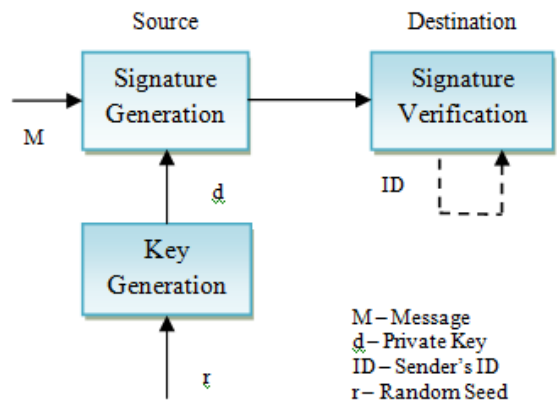 Source
Destination
Signature
Generation
Signature
Verification
M
ID
d
Key
Generation
M – Message
d – Private Key
ID – Sender's ID
r – Random Seed
r